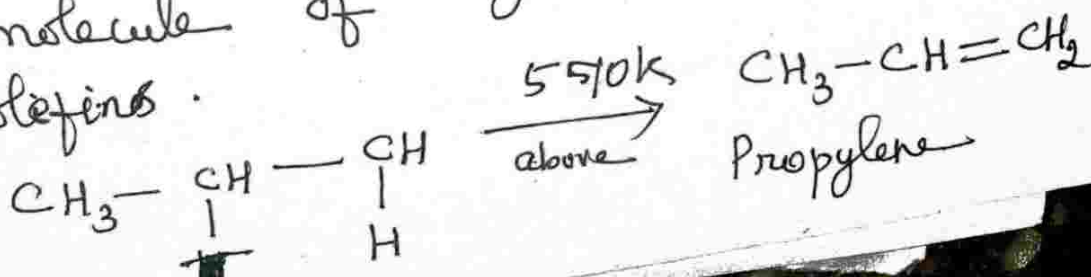 molecule of
olefins.
550K
CH₃-CH=CH₂
CH₃-CH-CH
above
Propylene
H